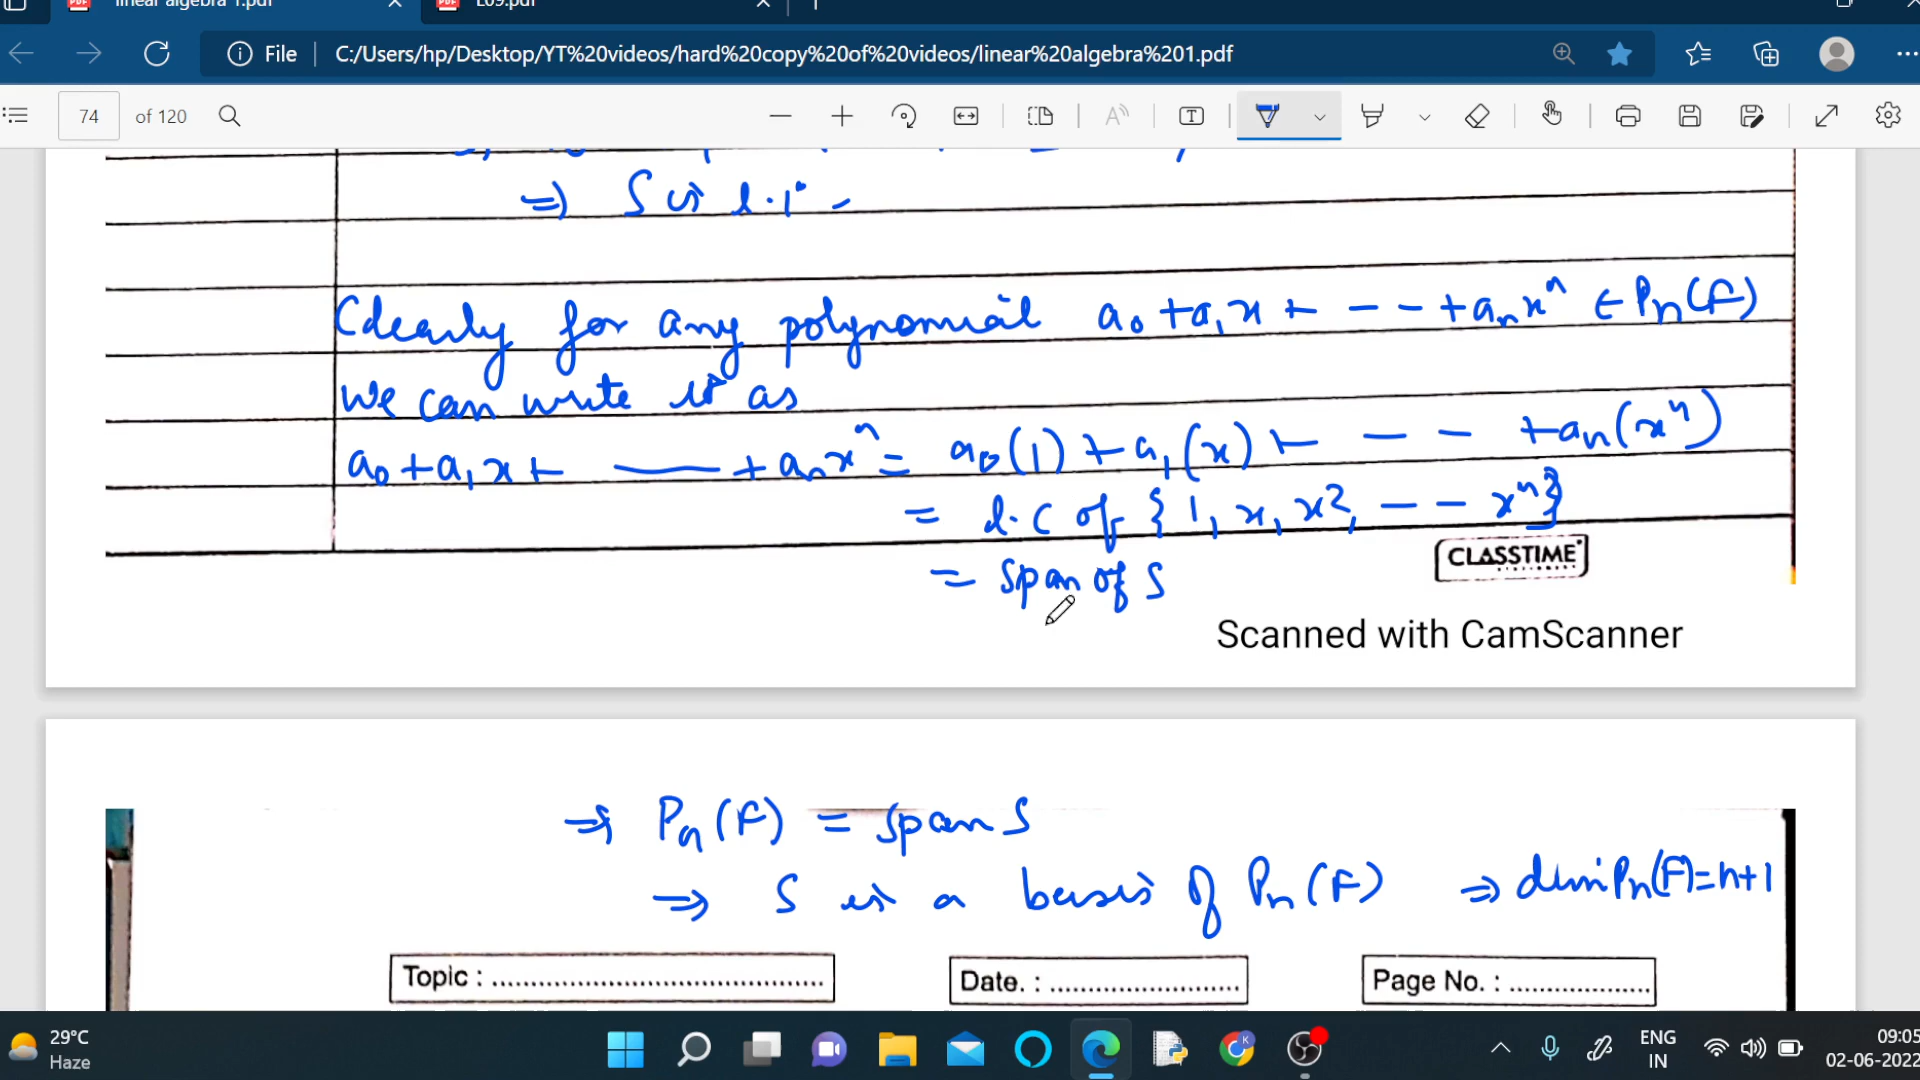 linear algebra 1.pdf
L09.pdf
File
C:/Users/hp/Desktop/YT%20videos/hard%20copy%20of%20videos/linear%20algebra%201.pdf
74 of 120
⇒ S is l.i.
Clearly for any polynomial a₀ + a₁x + - - - + aₙxⁿ ∈ Pₙ(F)
we can write it as
a₀ + a₁x + —— + aₙxⁿ = a₀(1) + a₁(x) + - - - + aₙ(xⁿ)
= l.c of {1, x, x², - - - xⁿ}
= span of S
CLASSTIME
Scanned with CamScanner
⇒ Pₙ(F) = span S
⇒ S is a basis of Pₙ(F) ⇒ dim Pₙ(F) = n+1
Topic : ........................................
Date. : ...........................
Page No. : ....................
29°C
Haze
ENG
IN
09:05
02-06-2022